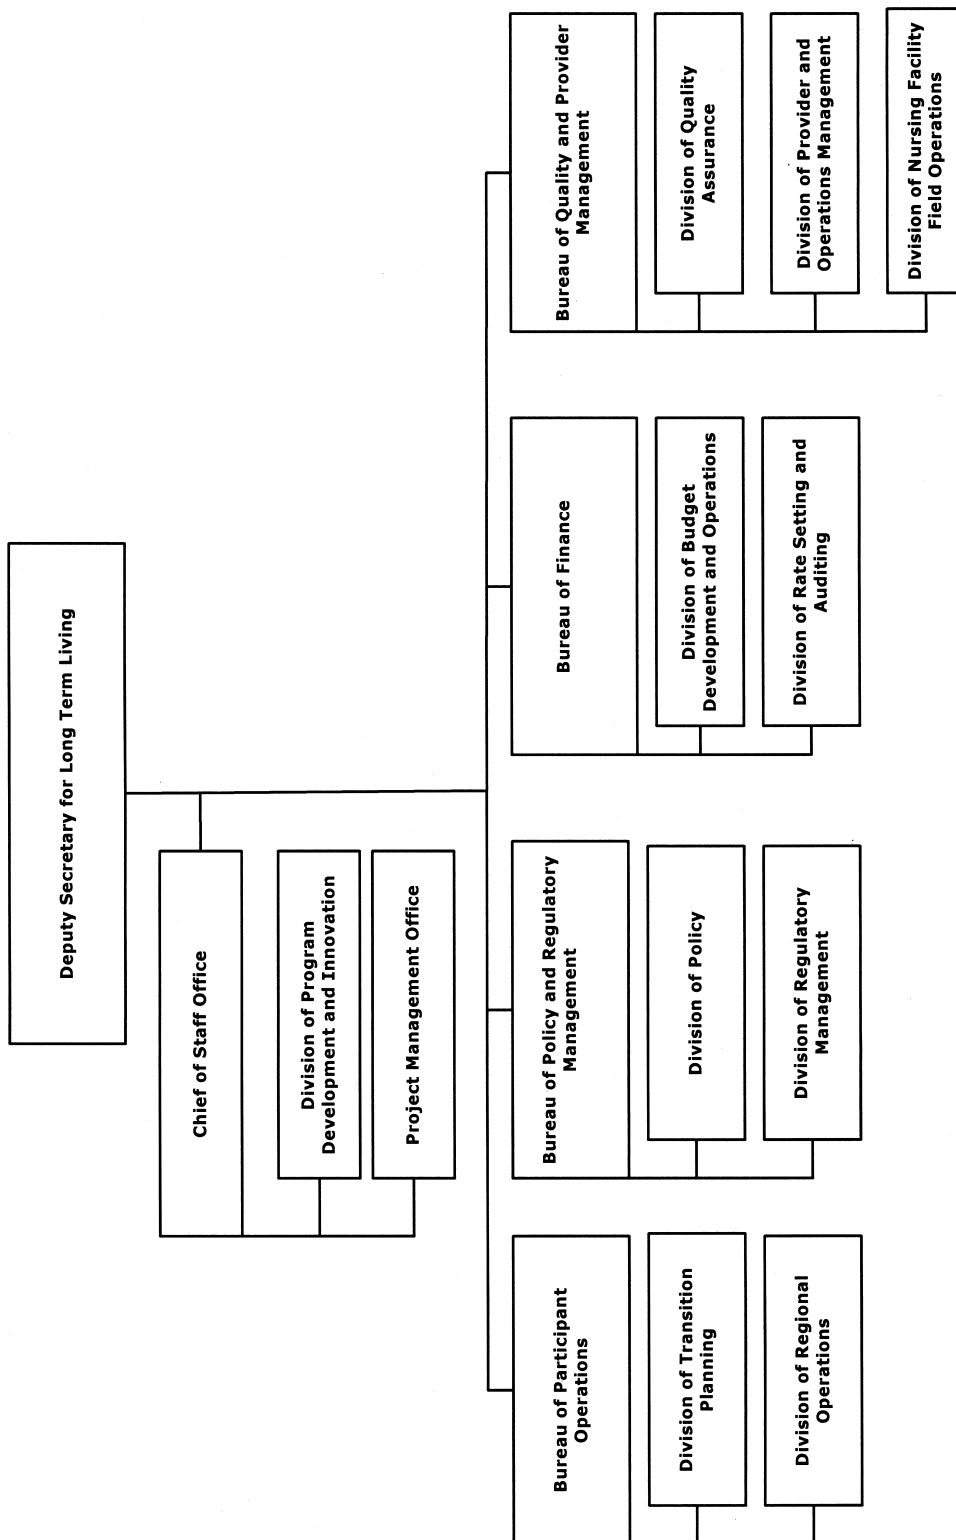 Deputy Secretary for Long Term Living
Chief of Staff Office
Division of Program
Development and Innovation
Project Management Office
Bureau of Participant
Operations
Division of Transition
Planning
Division of Regional
Operations
Bureau of Policy and Regulatory
Management
Division of Policy
Division of Regulatory
Management
Bureau of Finance
Division of Budget
Development and Operations
Division of Rate Setting and
Auditing
Bureau of Quality and Provider
Management
Division of Quality
Assurance
Division of Provider and
Operations Management
Division of Nursing Facility
Field Operations